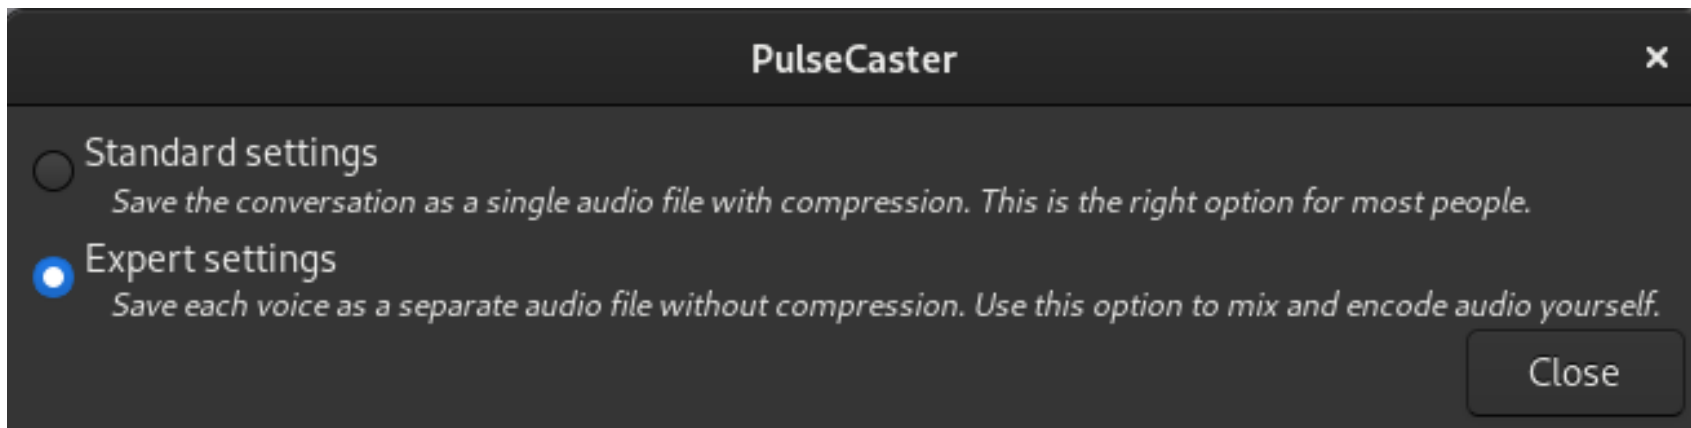 PulseCaster
Standard settings
Save the conversation as a single audio file with compression. This is the right option for most people.
Expert settings
Save each voice as a separate audio file without compression. Use this option to mix and encode audio yourself.
Close